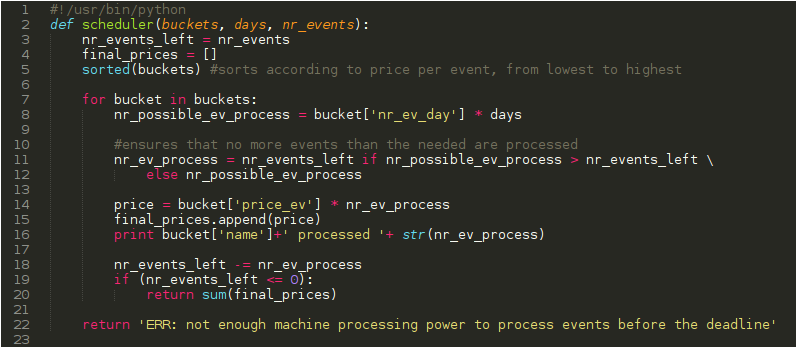 1 #!/usr/bin/python
2 def scheduler(buckets, days, nr_events):
3     nr_events_left = nr_events
4     final_prices = []
5     sorted(buckets) #sorts according to price per event, from lowest to highest
6
7     for bucket in buckets:
8         nr_possible_ev_process = bucket['nr_ev_day'] * days
9
10         #ensures that no more events than the needed are processed
11         nr_ev_process = nr_events_left if nr_possible_ev_process > nr_events_left \
12             else nr_possible_ev_process
13
14         price = bucket['price_ev'] * nr_ev_process
15         final_prices.append(price)
16         print bucket['name']+' processed '+ str(nr_ev_process)
17
18         nr_events_left -= nr_ev_process
19         if (nr_events_left <= 0):
20             return sum(final_prices)
21
22     return 'ERR: not enough machine processing power to process events before the deadline'
23